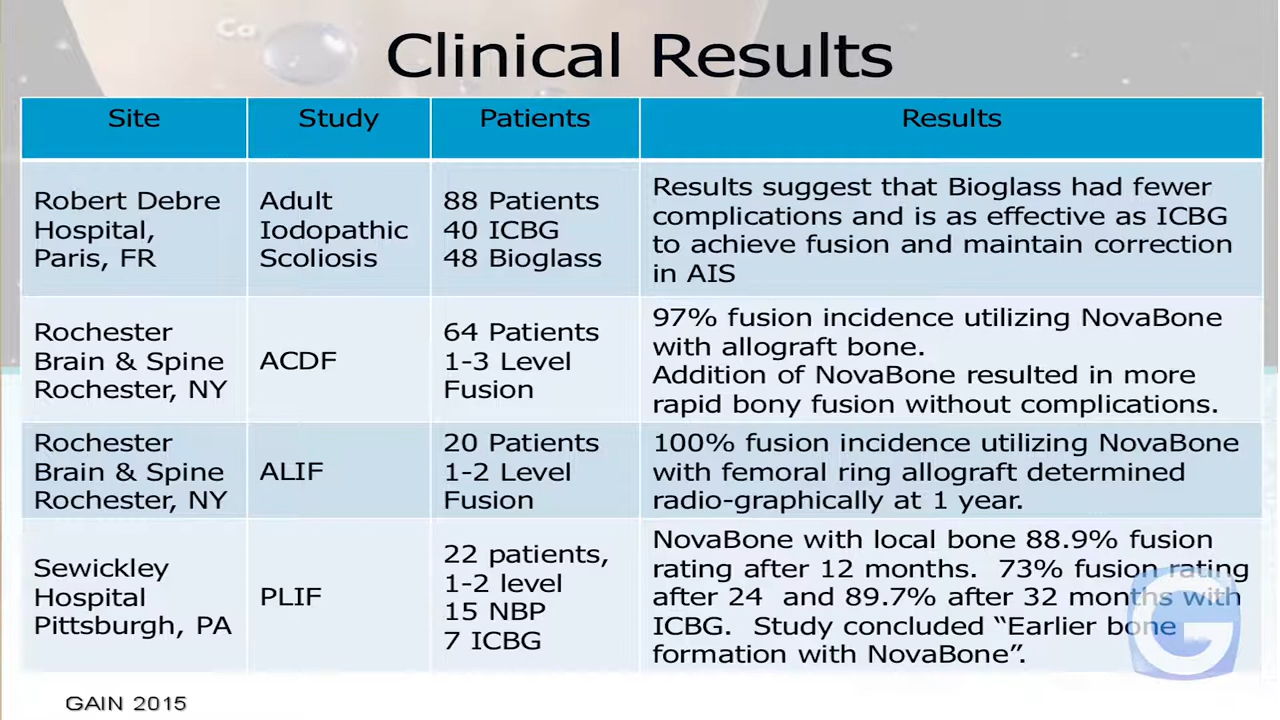 Ca
Clinical Results
Site Study Patients Results
Robert Debre
Hospital,
Paris, FR
Adult
Iodopathic
Scoliosis
88 Patients
40 ICBG
48 Bioglass
Results suggest that Bioglass had fewer
complications and is as effective as ICBG
to achieve fusion and maintain correction
in AIS
Rochester
Brain & Spine
Rochester, NY
ACDF
64 Patients
1-3 Level
Fusion
97% fusion incidence utilizing NovaBone
with allograft bone.
Addition of NovaBone resulted in more
rapid bony fusion without complications.
Rochester
Brain & Spine
Rochester, NY
ALIF
20 Patients
1-2 Level
Fusion
100% fusion incidence utilizing NovaBone
with femoral ring allograft determined
radio-graphically at 1 year.
Sewickley
Hospital
Pittsburgh, PA
PLIF
22 patients,
1-2 level
15 NBP
7 ICBG
NovaBone with local bone 88.9% fusion
rating after 12 months.  73% fusion rating
after 24  and 89.7% after 32 months with
ICBG.  Study concluded “Earlier bone
formation with NovaBone”.
G
GAIN 2015